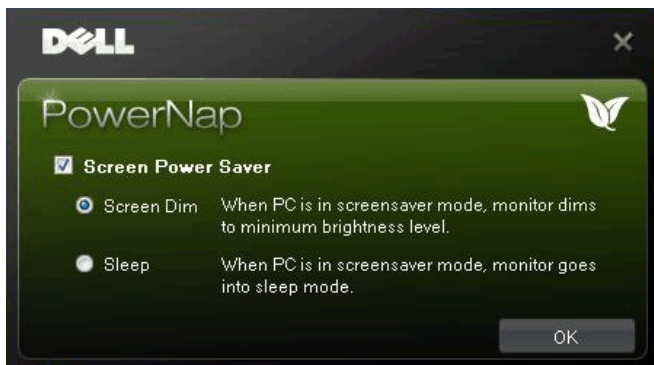 DELL
PowerNap
Screen Power Saver
Screen Dim When PC is in screensaver mode, monitor dims
to minimum brightness level.
Sleep When PC is in screensaver mode, monitor goes
into sleep mode.
OK